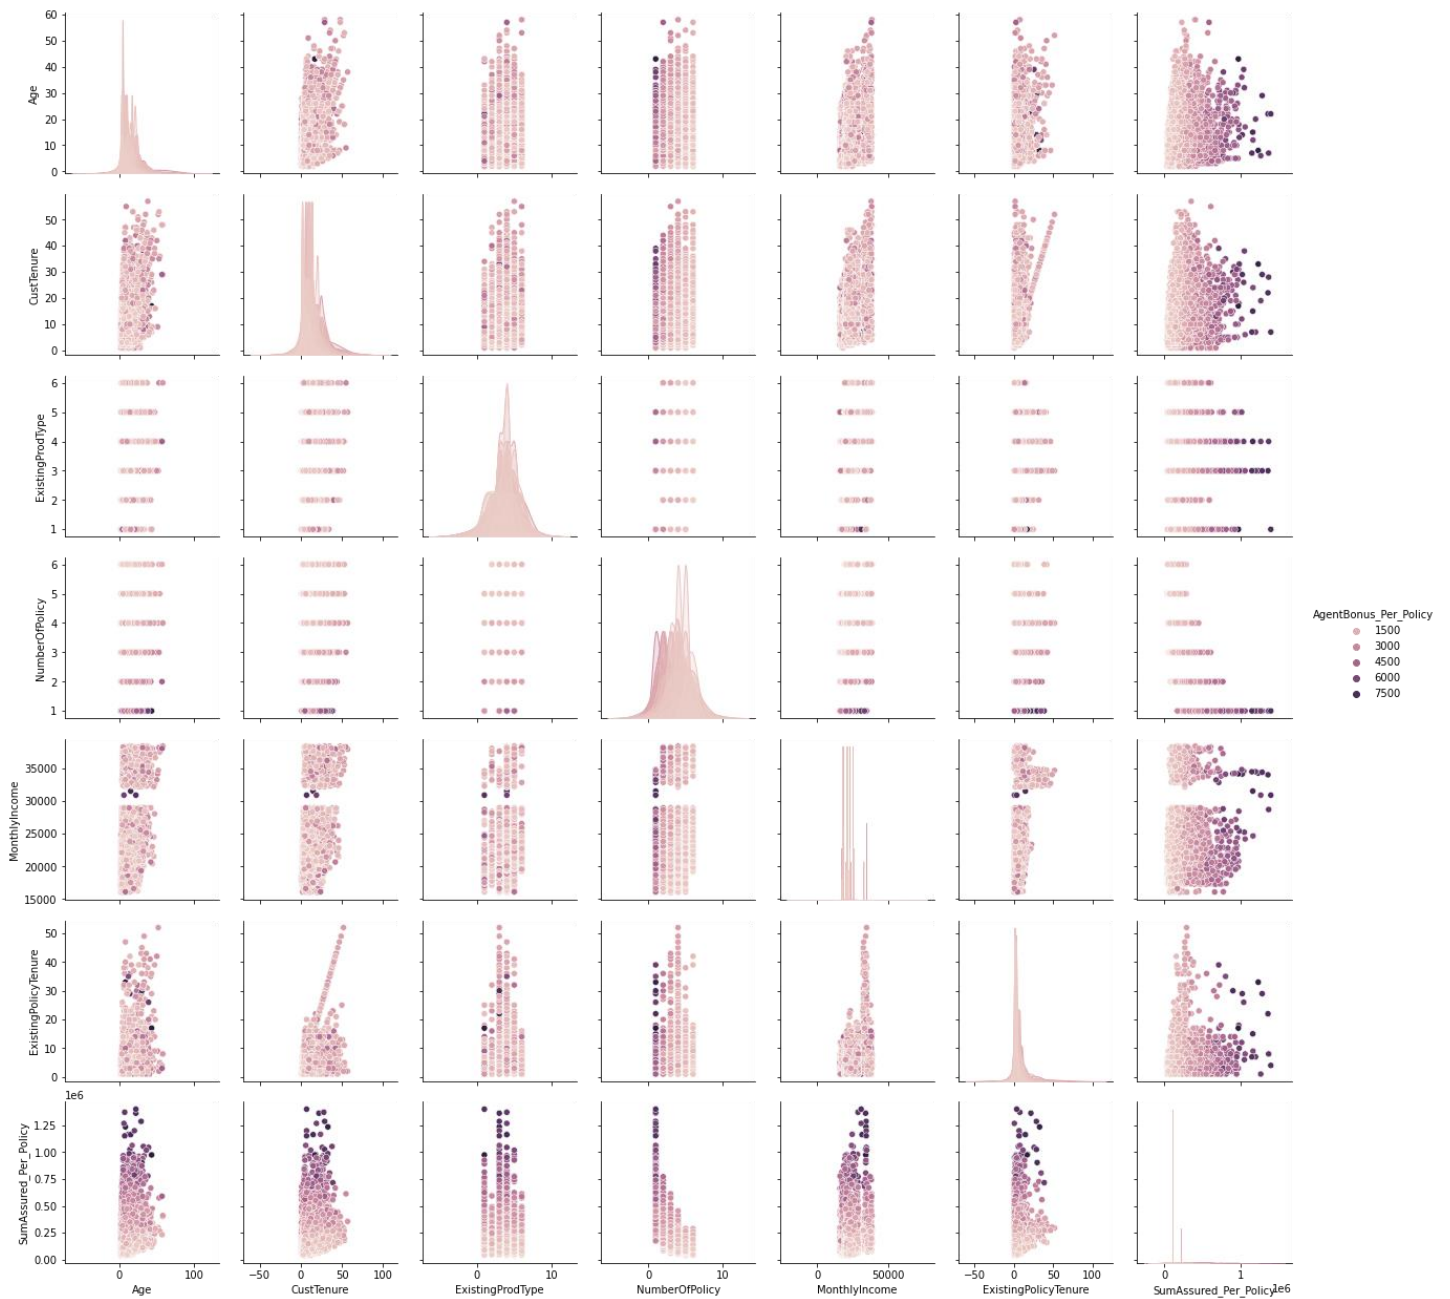 60
50
40
30
20
10
0
Age
50
40
30
20
10
0
CustTenure
6
5
4
3
2
1
ExistingProdType
6
5
4
3
2
1
NumberOfPolicy
AgentBonus_Per_Policy
1500
3000
4500
6000
7500
35000
30000
25000
20000
15000
MonthlyIncome
50
40
30
20
10
0
ExistingPolicyTenure
1e6
1.25
1.00
0.75
0.50
0.25
0.00
SumAssured_Per_Policy
0 100
Age
−50 0 50 100
CustTenure
0 10
ExistingProdType
0 10
NumberOfPolicy
0 50000
MonthlyIncome
−50 0 50 100
ExistingPolicyTenure
0 1
SumAssured_Per_Policy
1e6